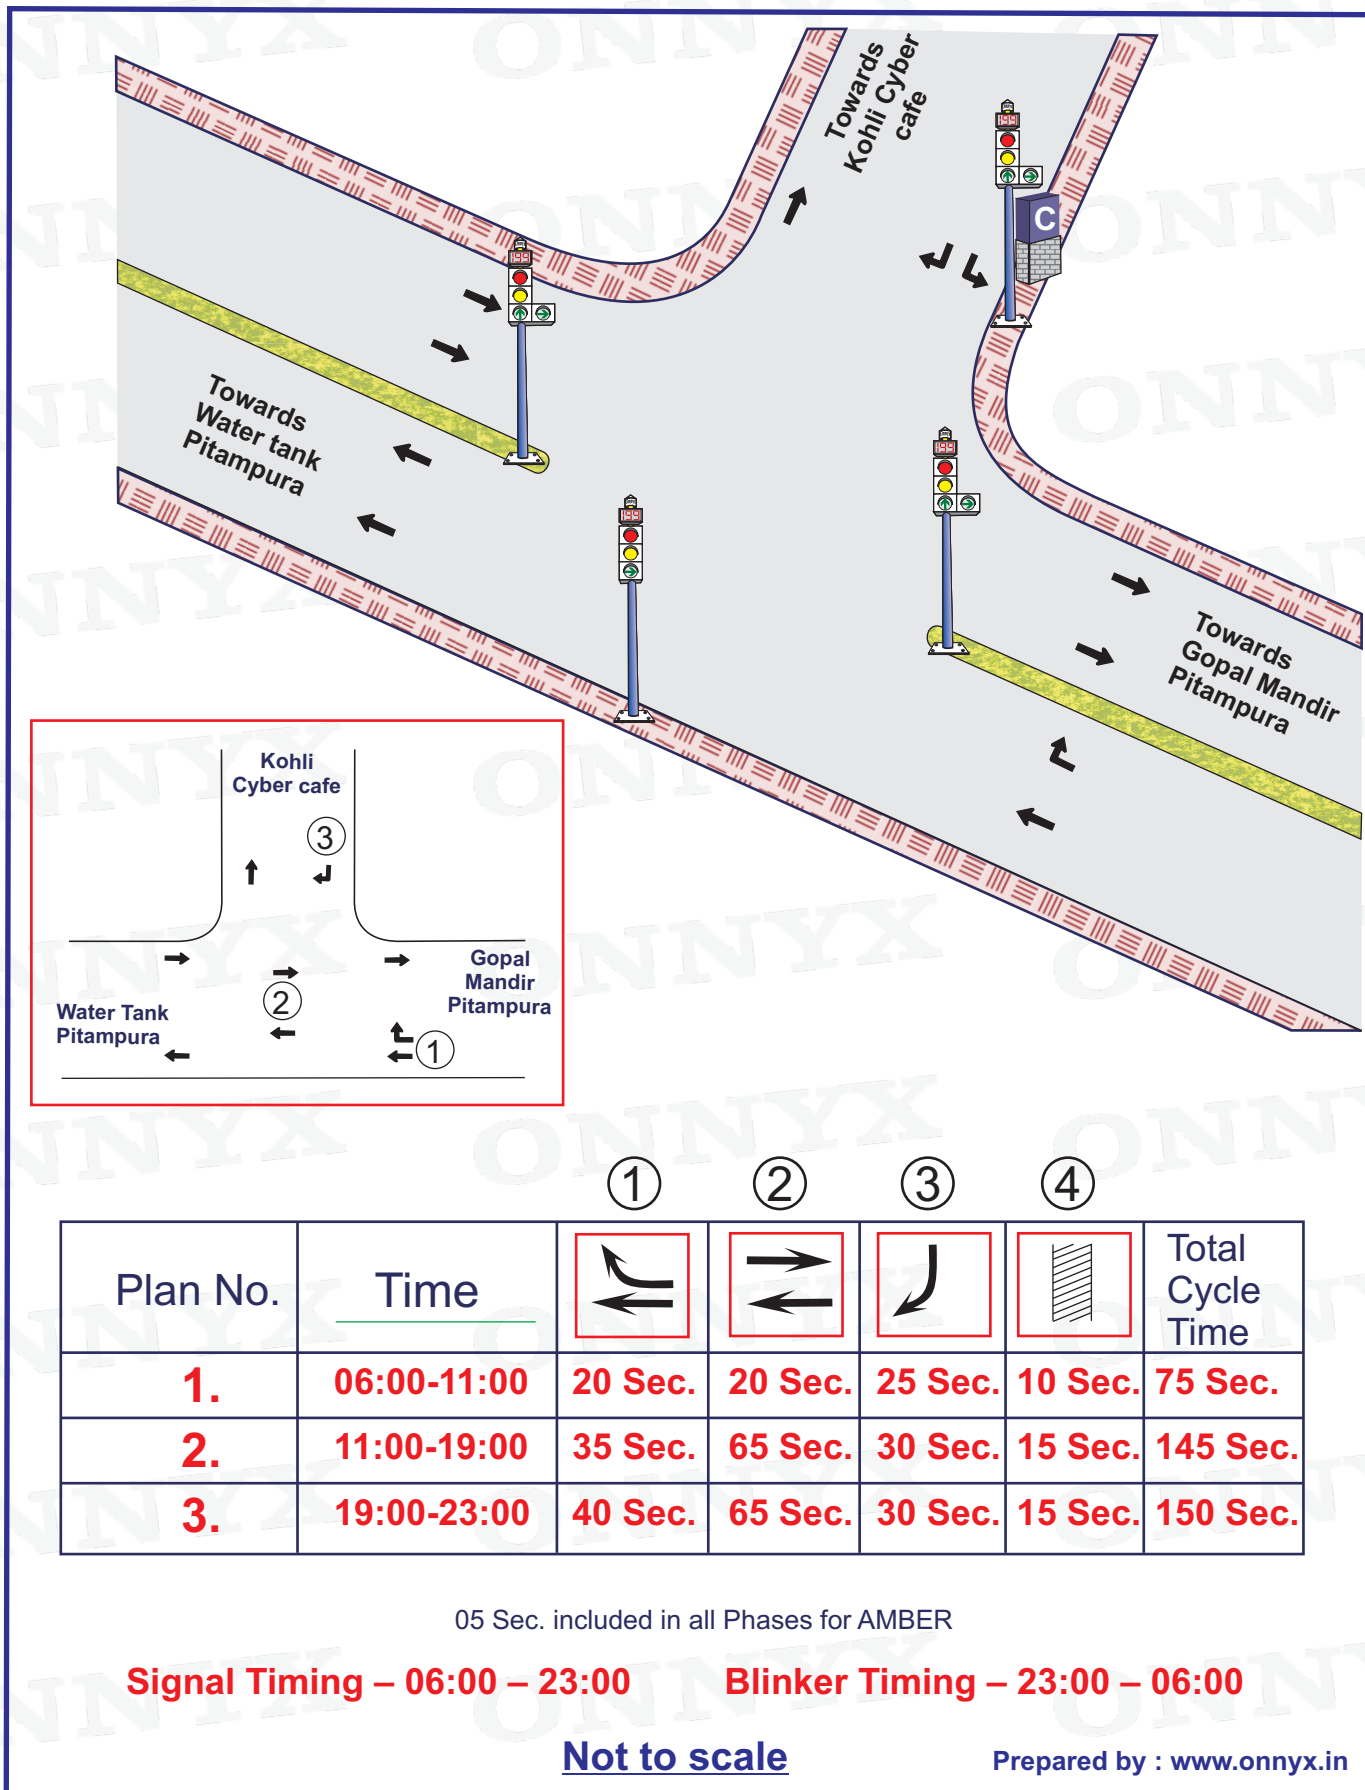 Towards
Kohli Cyber
cafe
199
C
199
Towards
Water tank
Pitampura
199
199
Towards
Gopal Mandir
Pitampura
Kohli
Cyber cafe
3
Gopal
Mandir
Pitampura
2
Water Tank
Pitampura
1
1 2 3 4
Plan No. Time Total
Cycle
Time
1. 06:00-11:00 20 Sec. 20 Sec. 25 Sec. 10 Sec. 75 Sec.
2. 11:00-19:00 35 Sec. 65 Sec. 30 Sec. 15 Sec. 145 Sec.
3. 19:00-23:00 40 Sec. 65 Sec. 30 Sec. 15 Sec. 150 Sec.
05 Sec. included in all Phases for AMBER
Signal Timing – 06:00 – 23:00 Blinker Timing – 23:00 – 06:00
Not to scale
Prepared by : www.onnyx.in
ONNYX